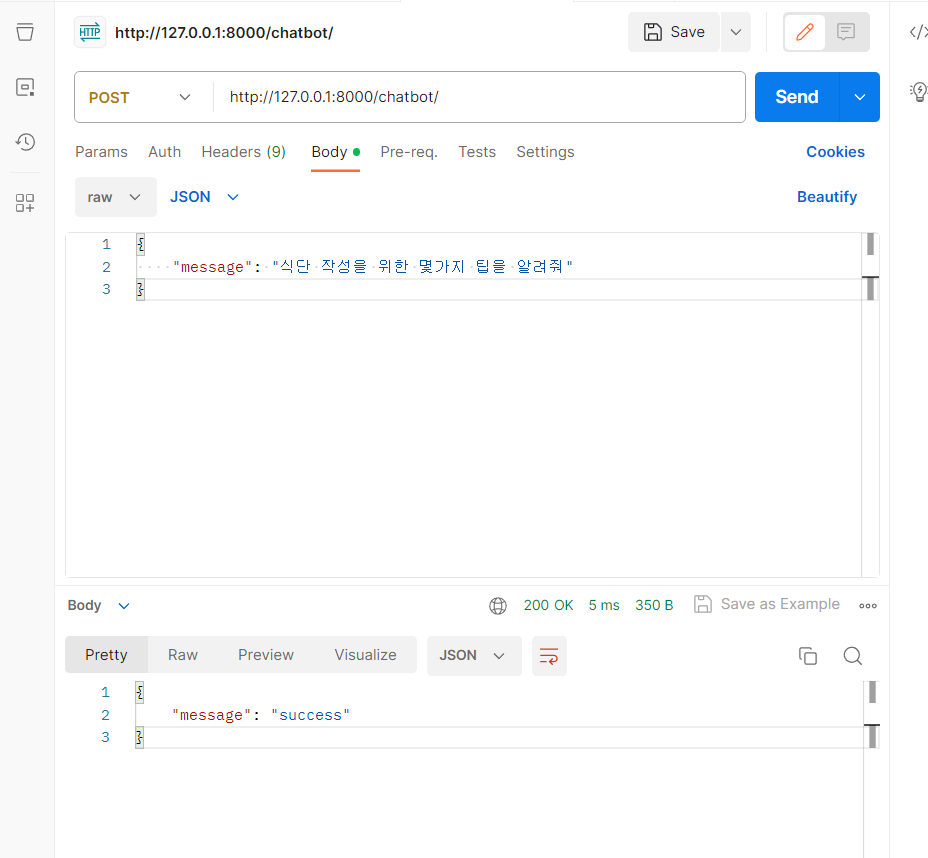 HTTP http://127.0.0.1:8000/chatbot/ Save
POST http://127.0.0.1:8000/chatbot/ Send
Params Auth Headers (9) Body Pre-req. Tests Settings Cookies
raw JSON Beautify
1 {
2 "message": "식단 작성을 위한 몇가지 팁을 알려줘"
3 }
Body 200 OK 5 ms 350 B Save as Example
Pretty Raw Preview Visualize JSON
1 {
2 "message": "success"
3 }